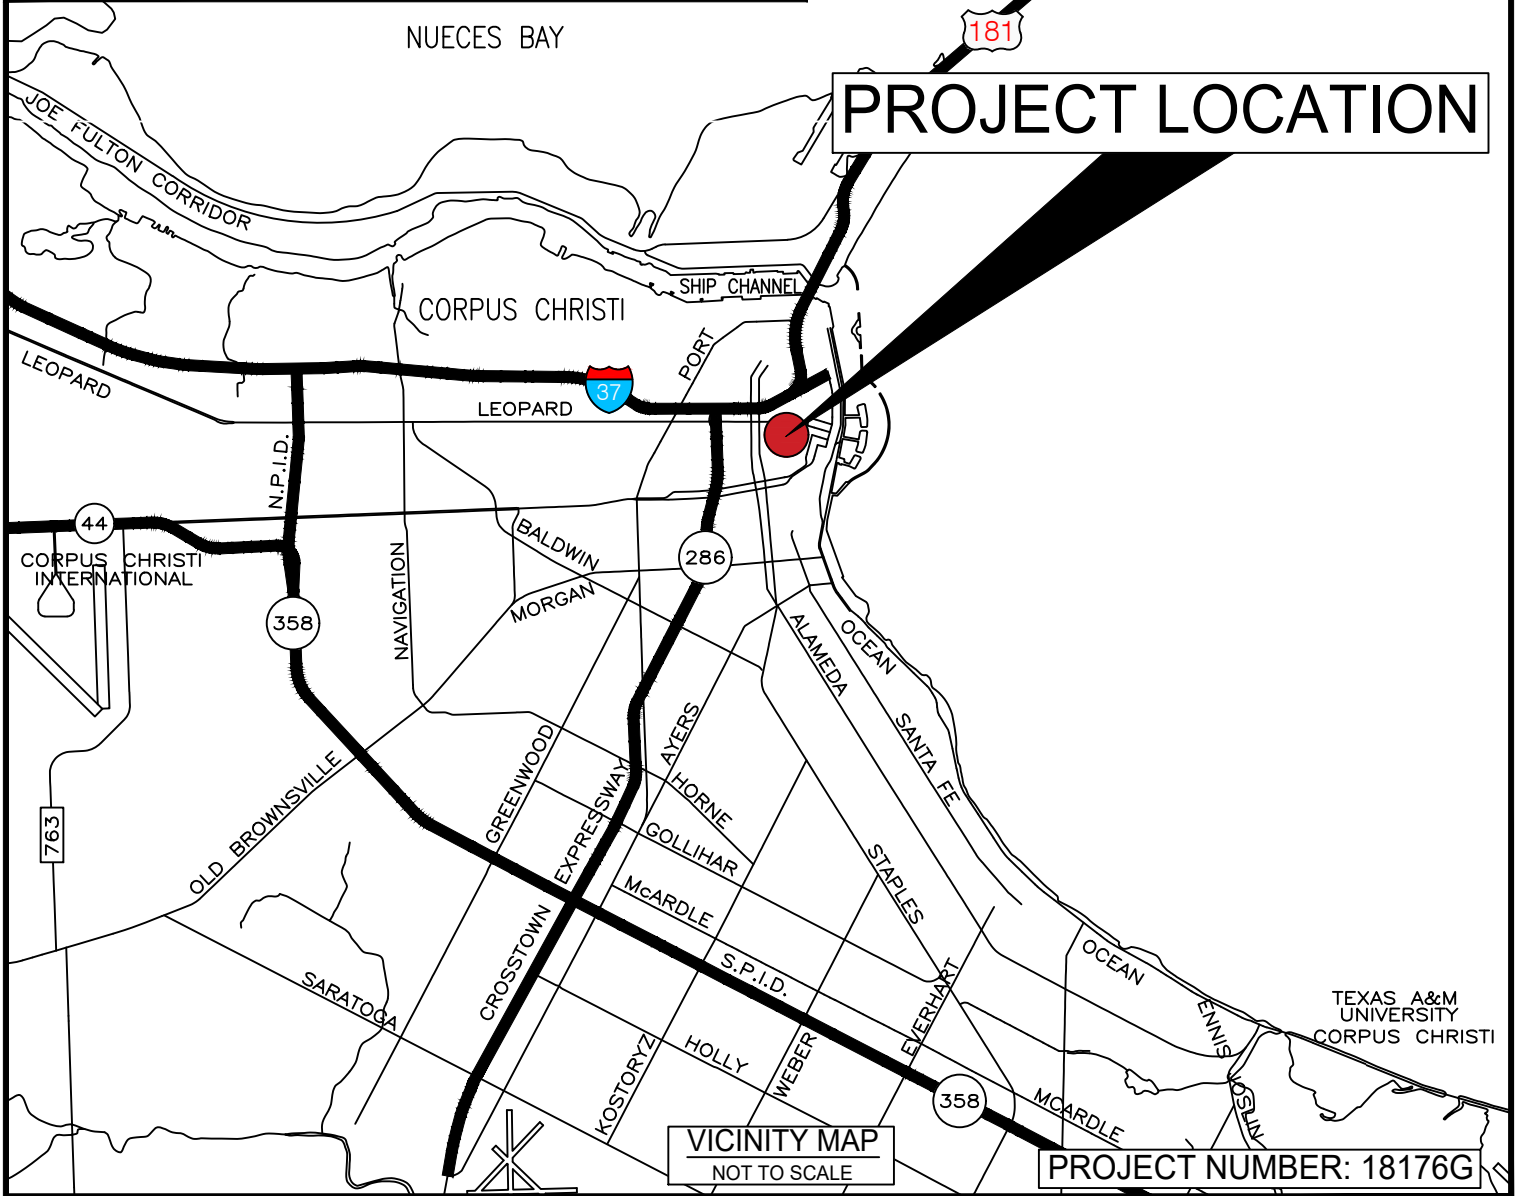 NUECES BAY
181
PROJECT LOCATION
JOE FULTON CORRIDOR
SHIP CHANNEL
CORPUS CHRISTI
PORT
LEOPARD
37
LEOPARD
N.P.I.D.
44
CORPUS CHRISTI
INTERNATIONAL
BALDWIN
286
NAVIGATION
MORGAN
358
ALAMEDA
OCEAN
SANTA FE
AYERS
GREENWOOD
EXPRESSWAY
HORNE
OLD BROWNSVILLE
763
GOLLIHAR
STAPLES
McARDLE
CROSSTOWN
S.P.I.D.
OCEAN
SARATOGA
EVERHART
ENNIS JOSLIN
TEXAS A&M
UNIVERSITY
CORPUS CHRISTI
KOSTORYZ
HOLLY
WEBER
358
MCARDLE
VICINITY MAP
NOT TO SCALE
PROJECT NUMBER: 18176G